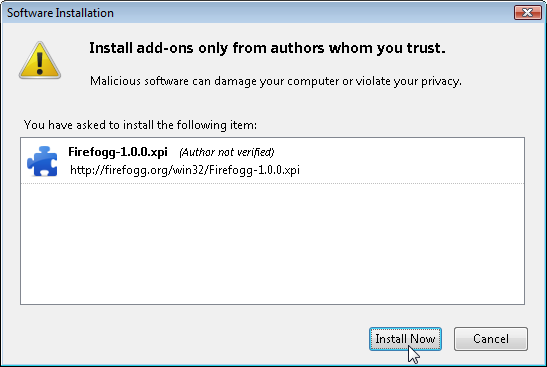 Software Installation
Install add-ons only from authors whom you trust.
Malicious software can damage your computer or violate your privacy.
You have asked to install the following item:
Firefogg-1.0.0.xpi (Author not verified)
http://firefogg.org/win32/Firefogg-1.0.0.xpi
Install Now Cancel